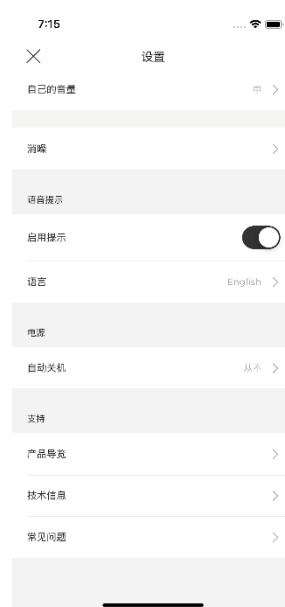 7:15
设置
自己的音量 中
消噪
语音提示
启用提示
语言 English
电源
自动关机 从不
支持
产品导览
技术信息
常见问题